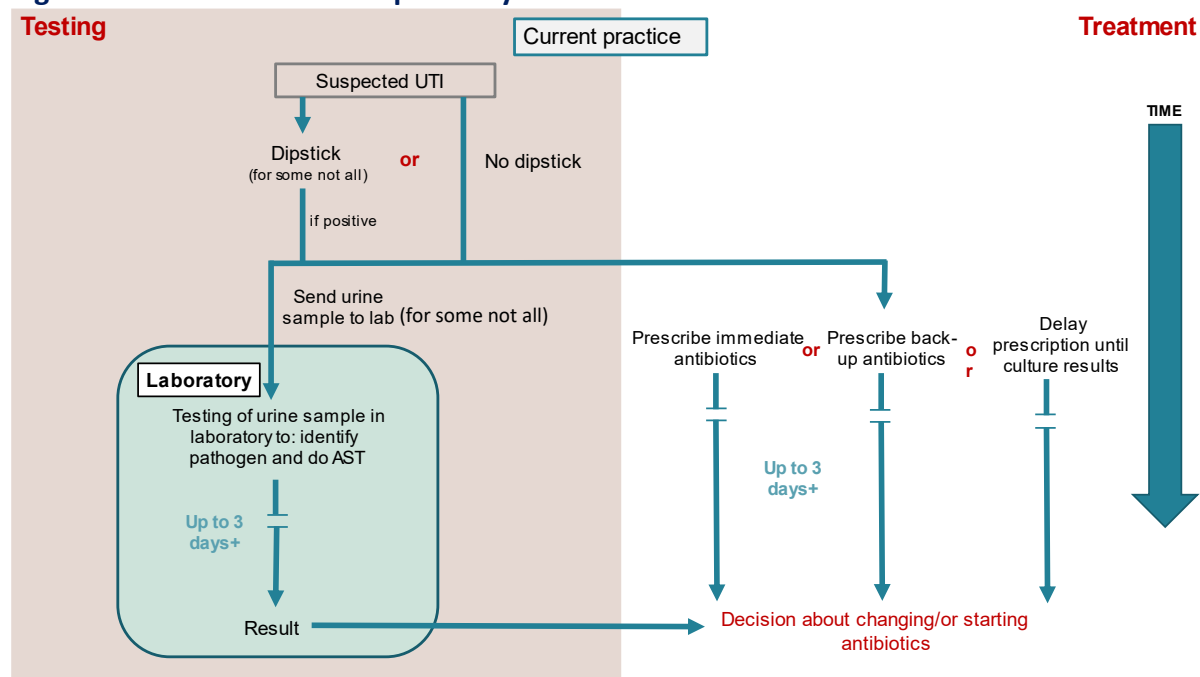 Testing
Current practice
Treatment
Suspected UTI
TIME
Dipstick
(for some not all)
or
No dipstick
if positive
Send urine
sample to lab (for some not all)
Prescribe immediate
antibiotics
or
Prescribe back-
up antibiotics
o
r
Delay
prescription until
culture results
Laboratory
Testing of urine sample in
laboratory to: identify
pathogen and do AST
Up to 3
days+
Up to 3
days+
Result
Decision about changing/or starting
antibiotics